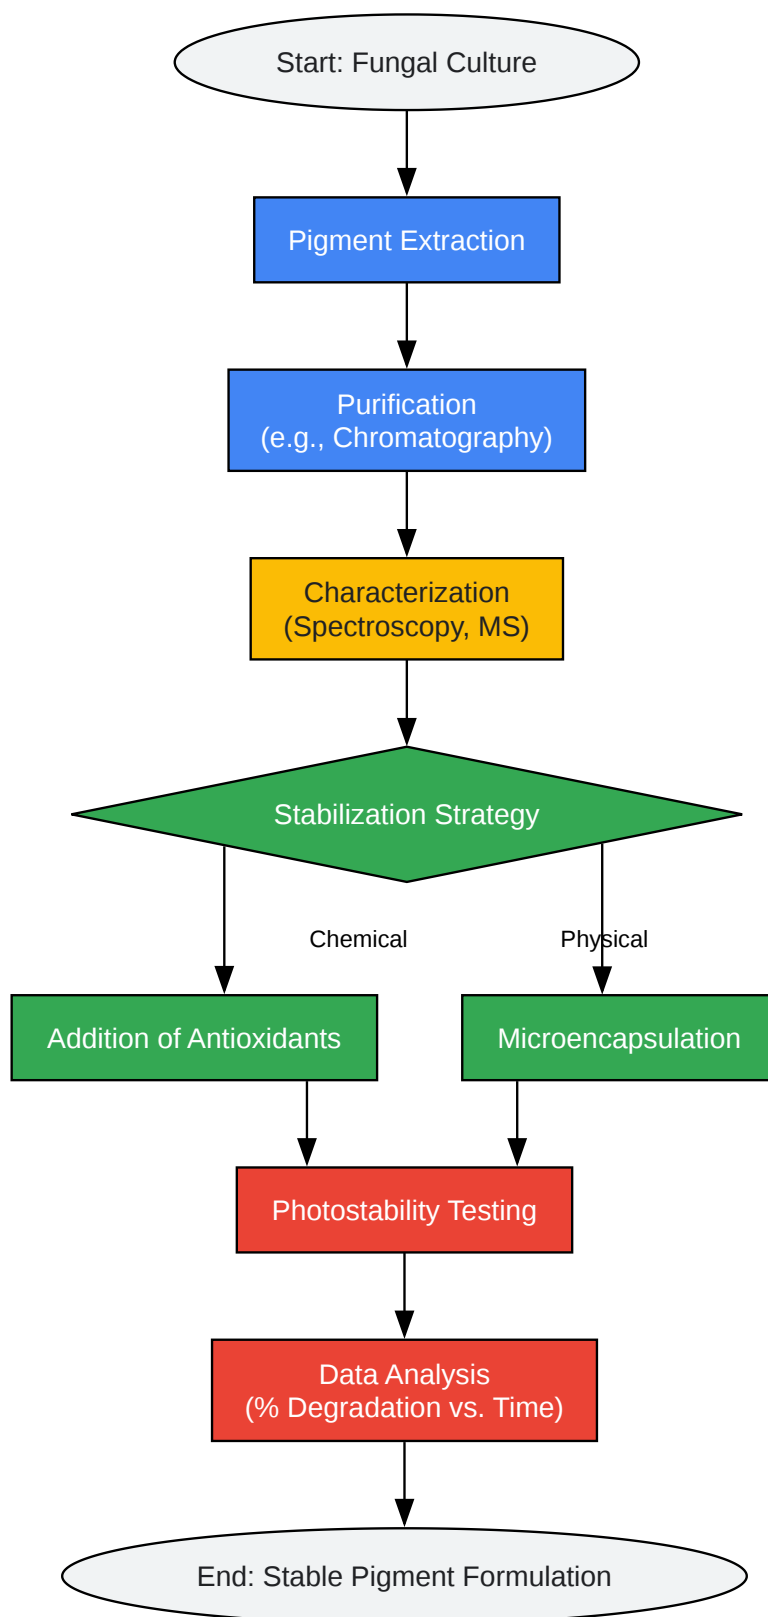 Start: Fungal Culture
Pigment Extraction
Purification
(e.g., Chromatography)
Characterization
(Spectroscopy, MS)
Stabilization Strategy
Chemical
Physical
Addition of Antioxidants
Microencapsulation
Photostability Testing
Data Analysis
(% Degradation vs. Time)
End: Stable Pigment Formulation